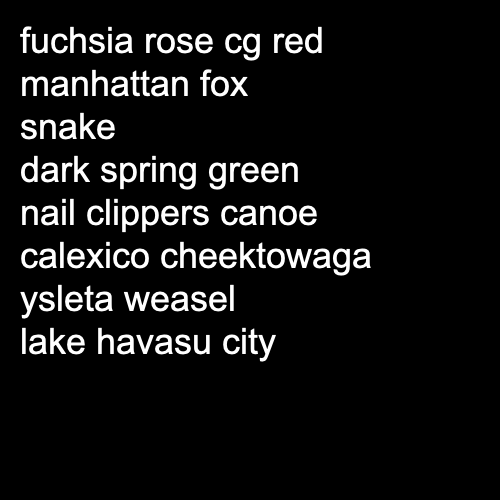 fuchsia rose cg red
manhattan fox
snake
dark spring green
nail clippers canoe
calexico cheektowaga
ysleta weasel
lake havasu city